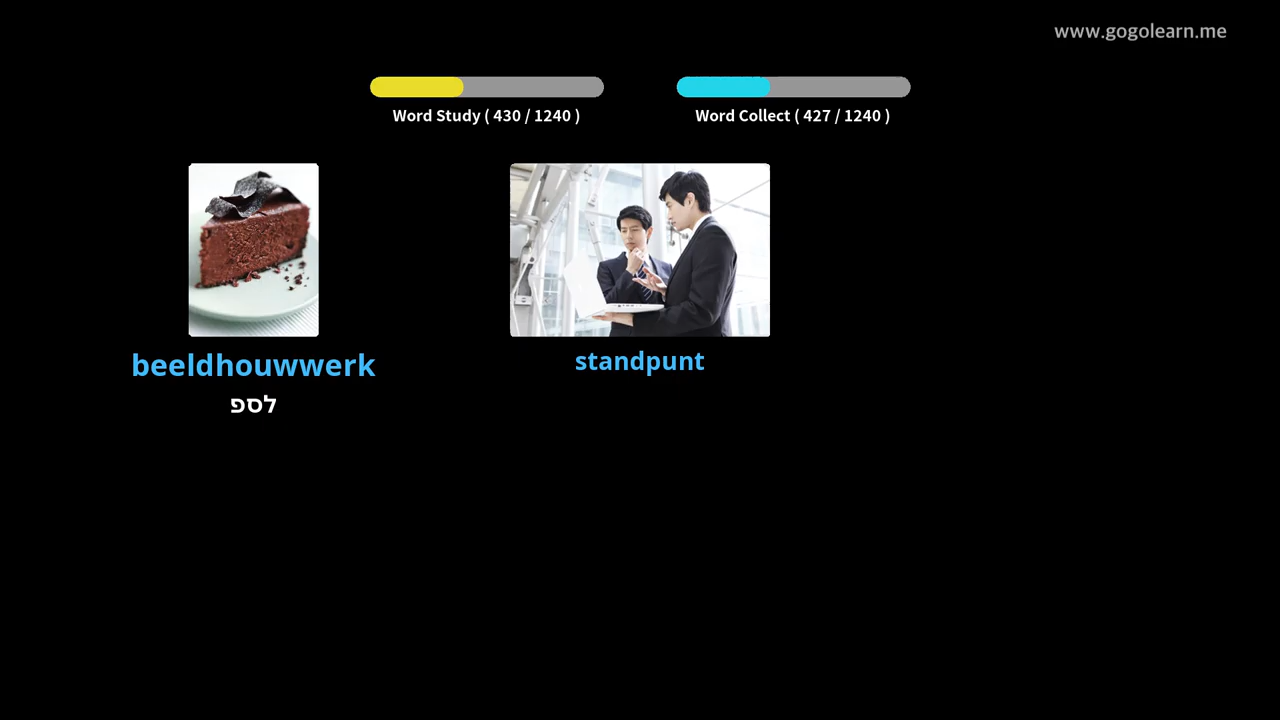 www.gogolearn.me
Word Study ( 430 / 1240 )
Word Collect ( 427 / 1240 )
beeldhouwwerk
לספ
standpunt